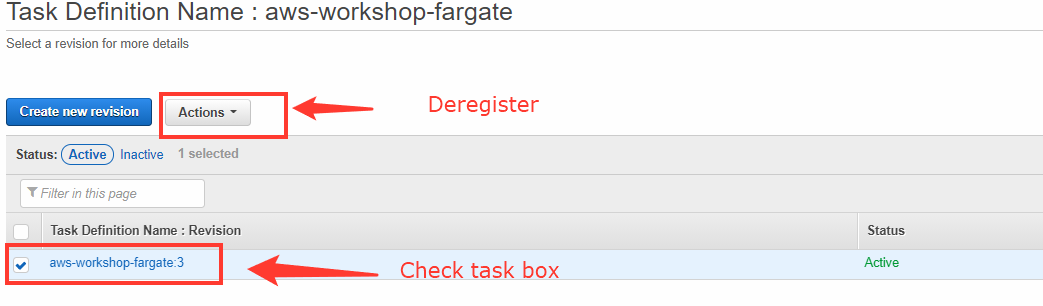 Task Definition Name : aws-workshop-fargate
Select a revision for more details
Deregister
Create new revision Actions
Status: Active Inactive 1 selected
Filter in this page
Task Definition Name : Revision Status
aws-workshop-fargate:3 Active
Check task box